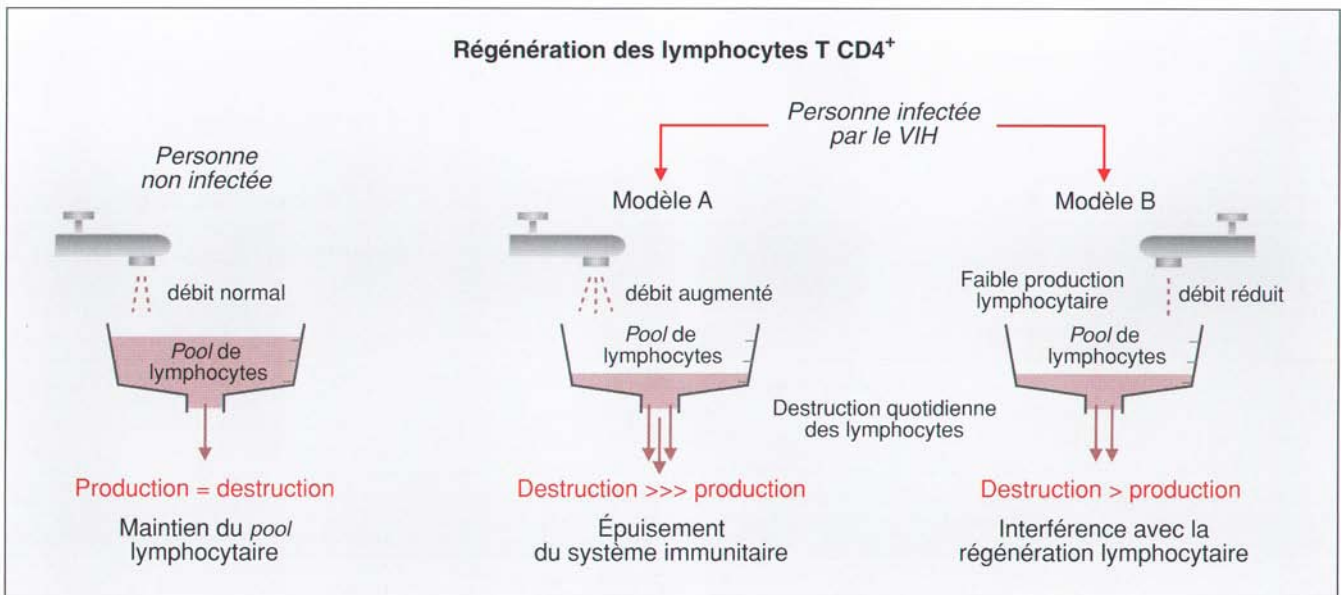 Régénération des lymphocytes T CD4+
Personne
non infectée
débit normal
Pool de
lymphocytes
Production = destruction
Maintien du pool
lymphocytaire
Personne infectée
par le VIH
Modèle A
débit augmenté
Pool de
lymphocytes
Destruction quotidienne
des lymphocytes
Destruction >>> production
Épuisement
du système immunitaire
Modèle B
Faible production
lymphocytaire
débit réduit
Pool de
lymphocytes
Destruction > production
Interférence avec la
régénération lymphocytaire